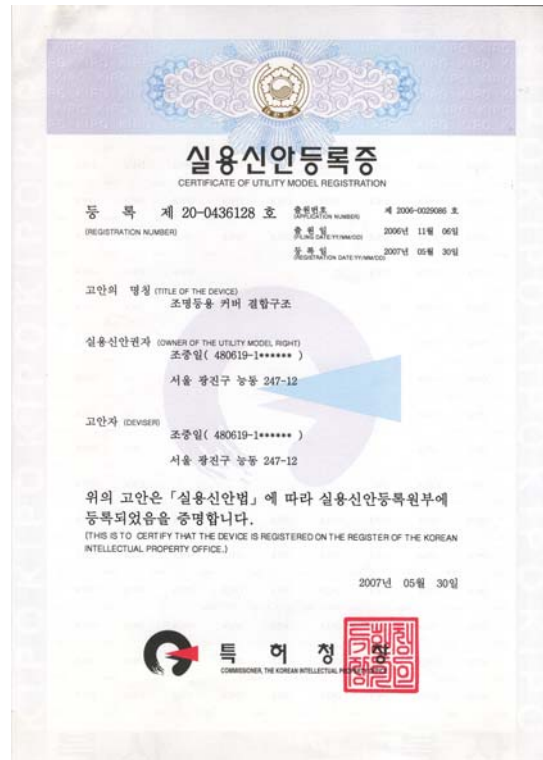 실용신안등록증
CERTIFICATE OF UTILITY MODEL REGISTRATION
등 록 제 20-0436128 호
(REGISTRATION NUMBER)
출원번호 제 2006-0029086 호
(APPLICATION NUMBER)
출 원 일 2006년 11월 06일
(FILING DATE:YY/MM/DD)
등 록 일 2007년 05월 30일
(REGISTRATION DATE:YY/MM/DD)
고안의 명칭 (TITLE OF THE DEVICE)
조명등용 커버 결합구조
실용신안권자 (OWNER OF THE UTILITY MODEL RIGHT)
조중일( 480619-1****** )
서울 광진구 능동 247-12
고안자 (DEVISER)
조중일( 480619-1****** )
서울 광진구 능동 247-12
위의 고안은 「실용신안법」에 따라 실용신안등록원부에
등록되었음을 증명합니다.
(THIS IS TO CERTIFY THAT THE DEVICE IS REGISTERED ON THE REGISTER OF THE KOREAN
INTELLECTUAL PROPERTY OFFICE.)
2007년 05월 30일
특 허 청 장
COMMISSIONER, THE KOREAN INTELLECTUAL PROPERTY OFFICE